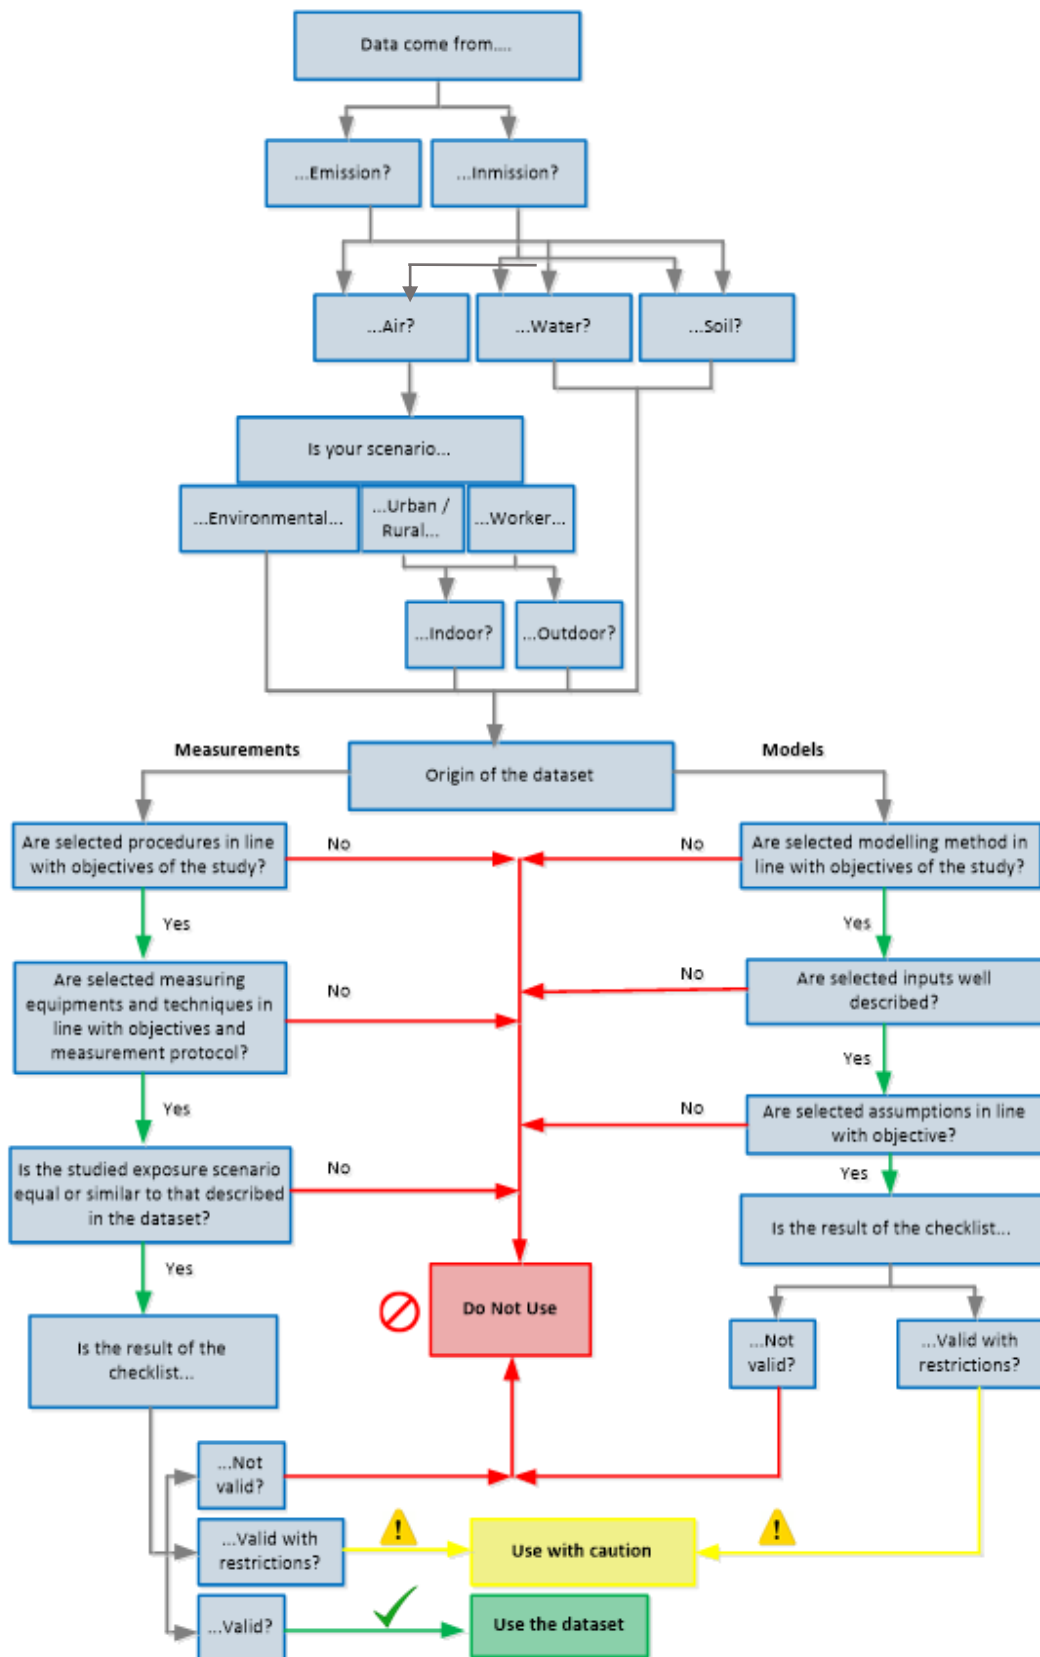 Data come from....
...Emission?
...Inmission?
...Air?
...Water?
...Soil?
Is your scenario...
...Environmental...
...Urban /
Rural...
...Worker...
...Indoor?
...Outdoor?
Measurements
Origin of the dataset
Models
Are selected procedures in line
with objectives of the study?
No
No
Are selected modelling method in
line with objectives of the study?
Yes
Yes
Are selected measuring
equipments and techniques in
line with objectives and
measurement protocol?
No
No
Are selected inputs well
described?
Yes
Yes
Is the studied exposure scenario
equal or similar to that described
in the dataset?
No
No
Are selected assumptions in line
with objective?
Yes
Yes
Is the result of the checklist...
Do Not Use
Is the result of the
checklist...
...Not
valid?
...Valid with
restrictions?
...Not
valid?
...Valid with
restrictions?
Use with caution
...Valid?
Use the dataset